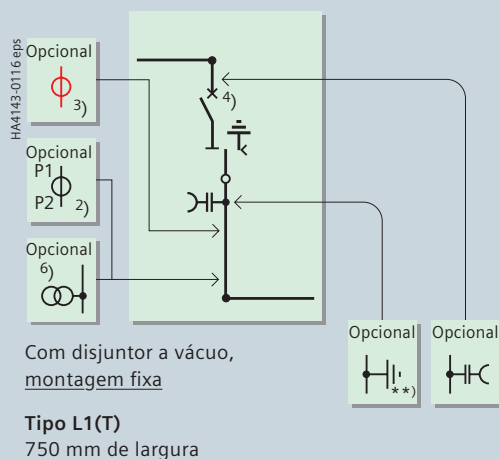 HA4143-0116 eps
Opcional
3)
4)
Opcional
P1
P2 2)
Opcional
6)
Opcional
**)
Opcional
Com disjuntor a vácuo,
montagem fixa
Tipo L1(T)
750 mm de largura